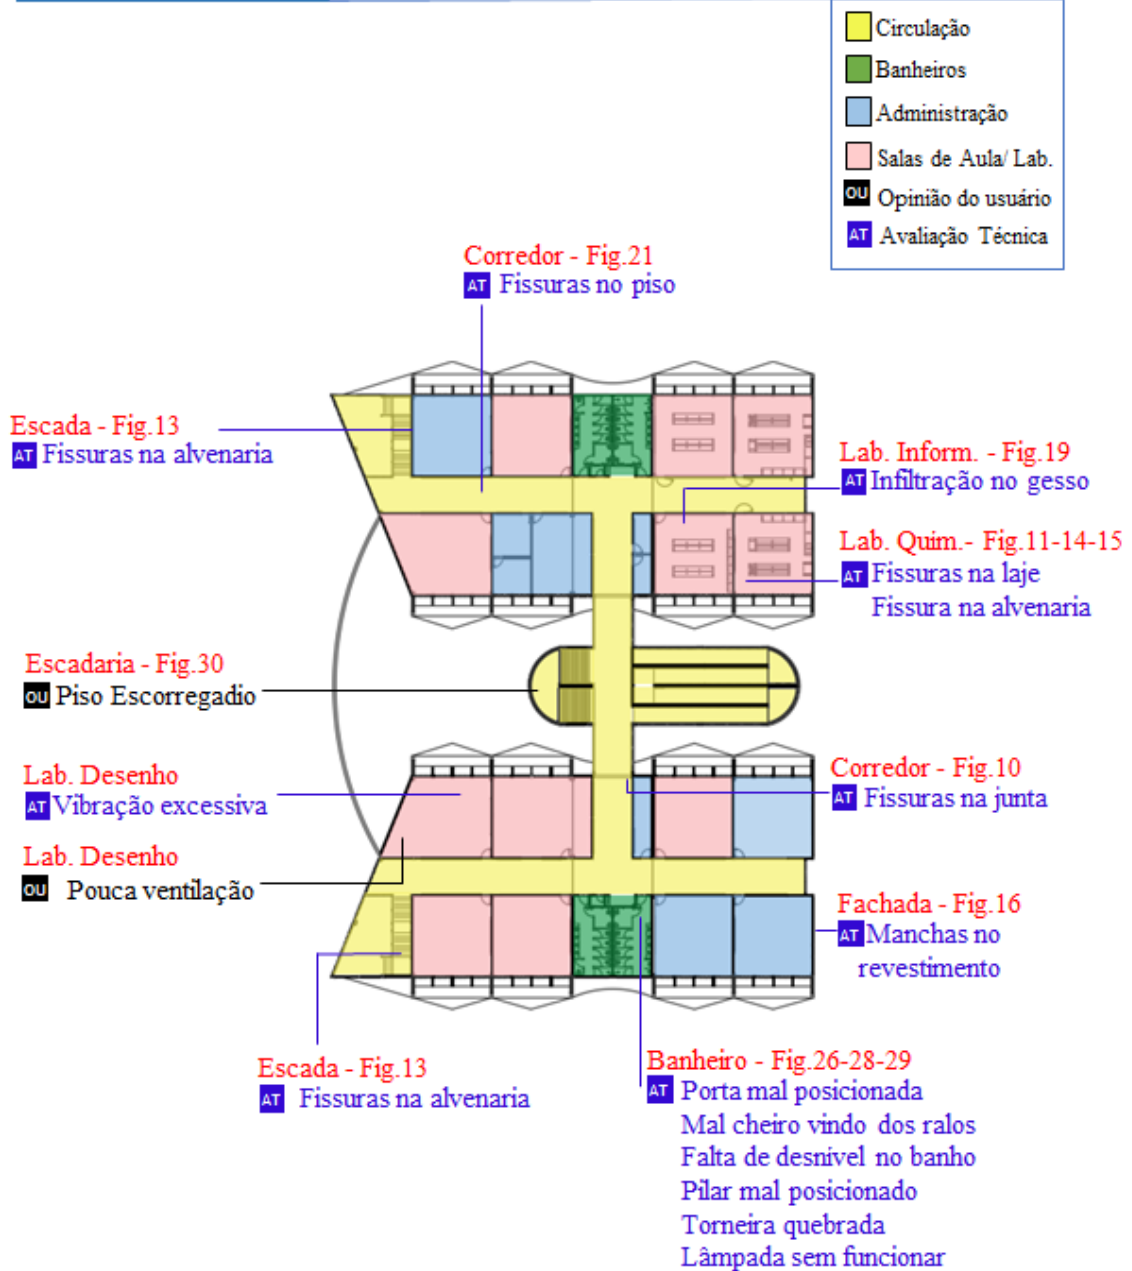 Circulação
Banheiros
Administração
Salas de Aula/ Lab.
OU Opinião do usuário
AT Avaliação Técnica
Corredor - Fig.21
AT Fissuras no piso
Escada - Fig.13
AT Fissuras na alvenaria
Lab. Inform. - Fig.19
AT Infiltração no gesso
Lab. Quim.- Fig.11-14-15
AT Fissuras na laje
Fissura na alvenaria
Escadaria - Fig.30
OU Piso Escorregadio
Lab. Desenho
AT Vibração excessiva
Corredor - Fig.10
AT Fissuras na junta
Lab. Desenho
OU Pouca ventilação
Fachada - Fig.16
AT Manchas no
revestimento
Escada - Fig.13
AT Fissuras na alvenaria
Banheiro - Fig.26-28-29
AT Porta mal posicionada
Mal cheiro vindo dos ralos
Falta de desnível no banho
Pilar mal posicionado
Torneira quebrada
Lâmpada sem funcionar